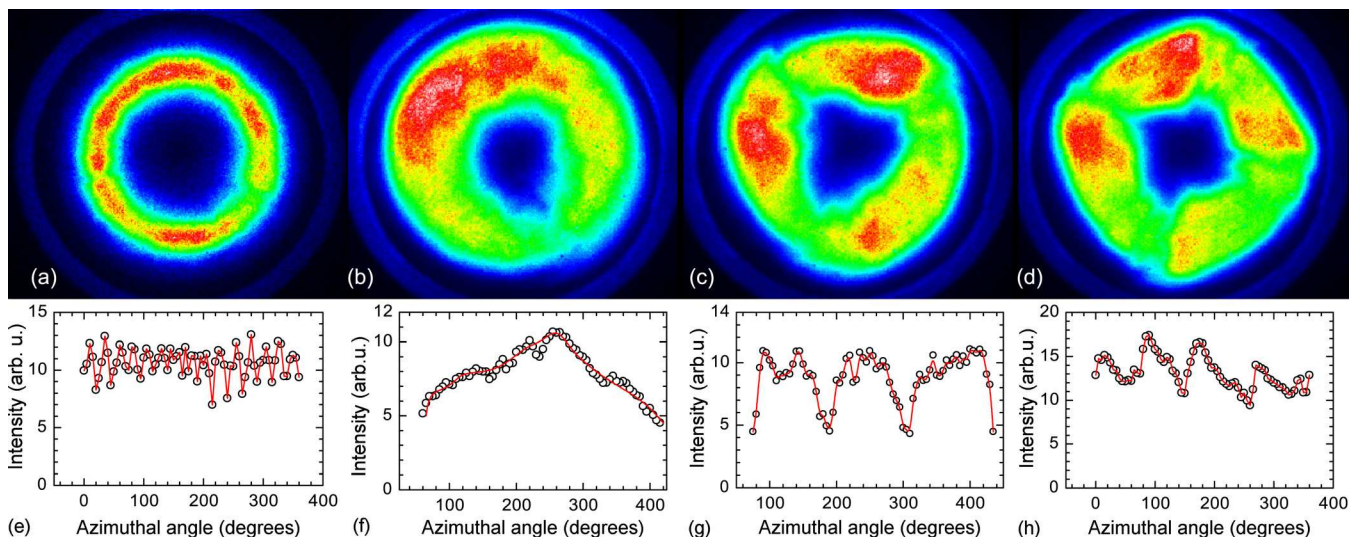 (a) (b) (c) (d)
15
10
5
0
Intensity (arb. u.)
0 100 200 300 400
(e) Azimuthal angle (degrees)
12
10
5
0
Intensity (arb.u.)
100 200 300 400
(f) Azimuthal angle (degrees)
14
10
5
0
Intensity (arb.u.)
100 200 300 400
(g) Azimuthal angle (degrees)
20
15
10
5
0
Intensity (arb.u.)
0 100 200 300 400
(h) Azimuthal angle (degrees)